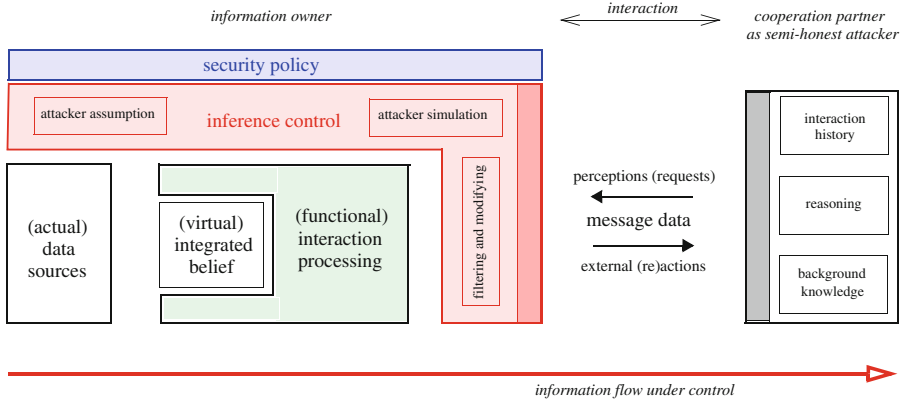 information owner
interaction
cooperation partner
as semi-honest attacker
security policy
attacker assumption
inference control
attacker simulation
(actual)
data
sources
(virtual)
integrated
belief
(functional)
interaction
processing
filtering and modifying
perceptions (requests)
message data
external (re)actions
interaction
history
reasoning
background
knowledge
information flow under control